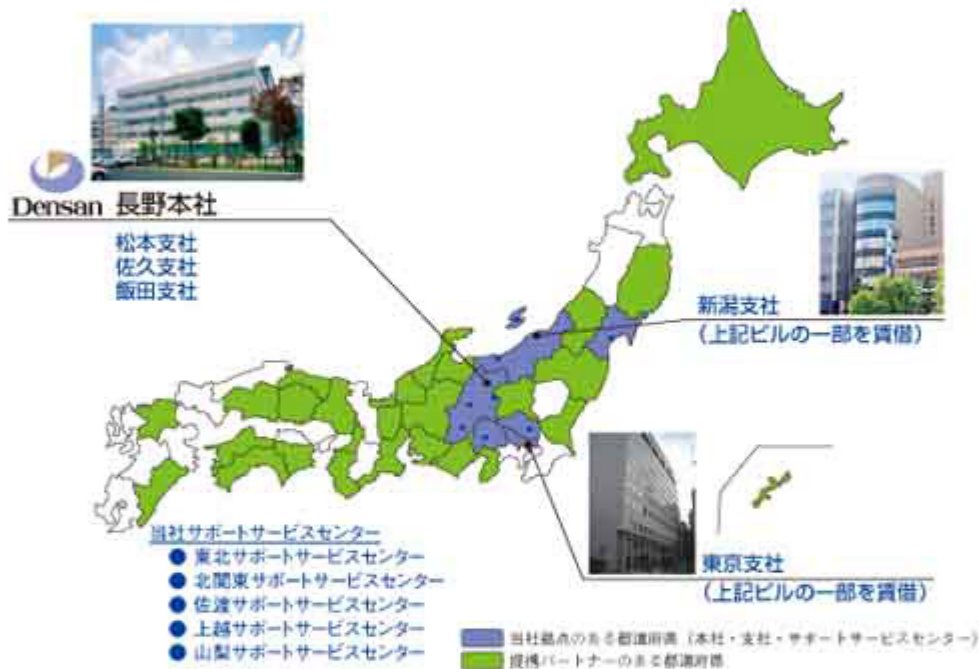 Densan 長野本社
松本支社
佐久支社
飯田支社
新潟支社
(上記ビルの一部を賃借)
東京支社
(上記ビルの一部を賃借)
当社サポートサービスセンター
● 東北サポートサービスセンター
● 北関東サポートサービスセンター
● 佐渡サポートサービスセンター
● 上越サポートサービスセンター
● 山梨サポートサービスセンター
当社拠点のある都道府県(本社・支社・サポートサービスセンター)
提携パートナーのある都道府県